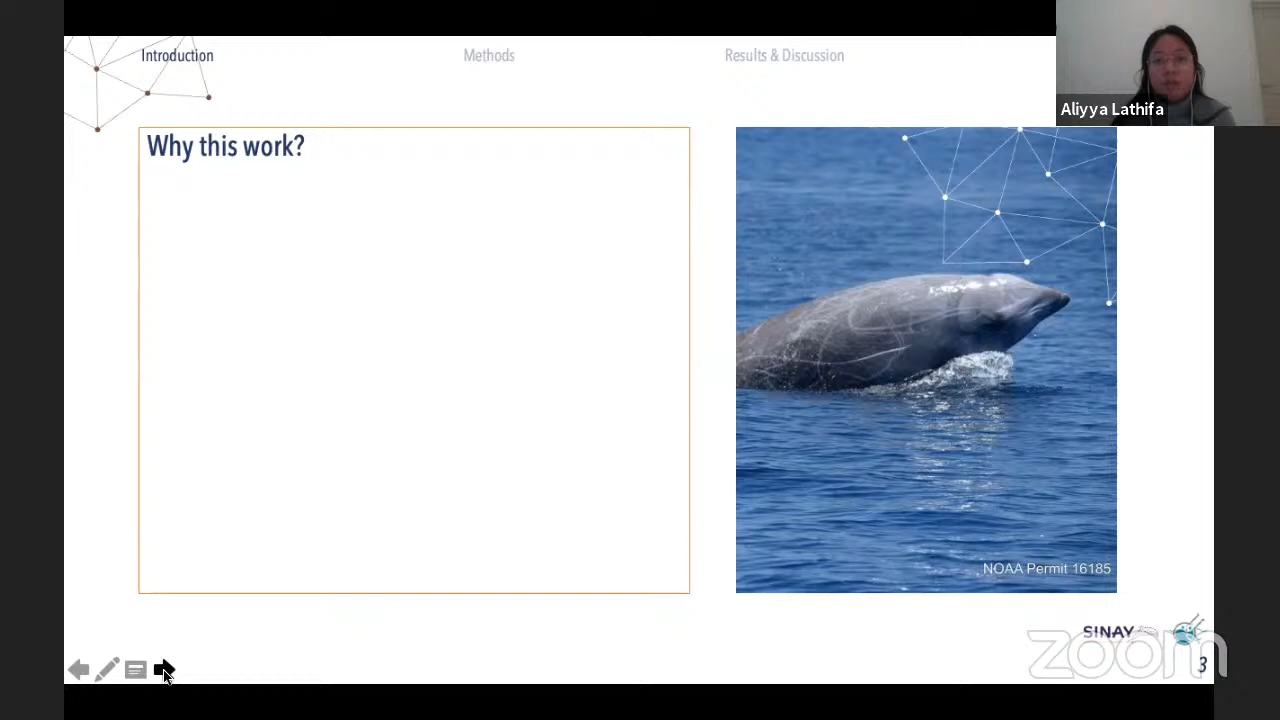 Introduction
Methods
Results & Discussion
Aliyya Lathifa
Why this work?
NOAA Permit 16185
SINAY
zoom
3